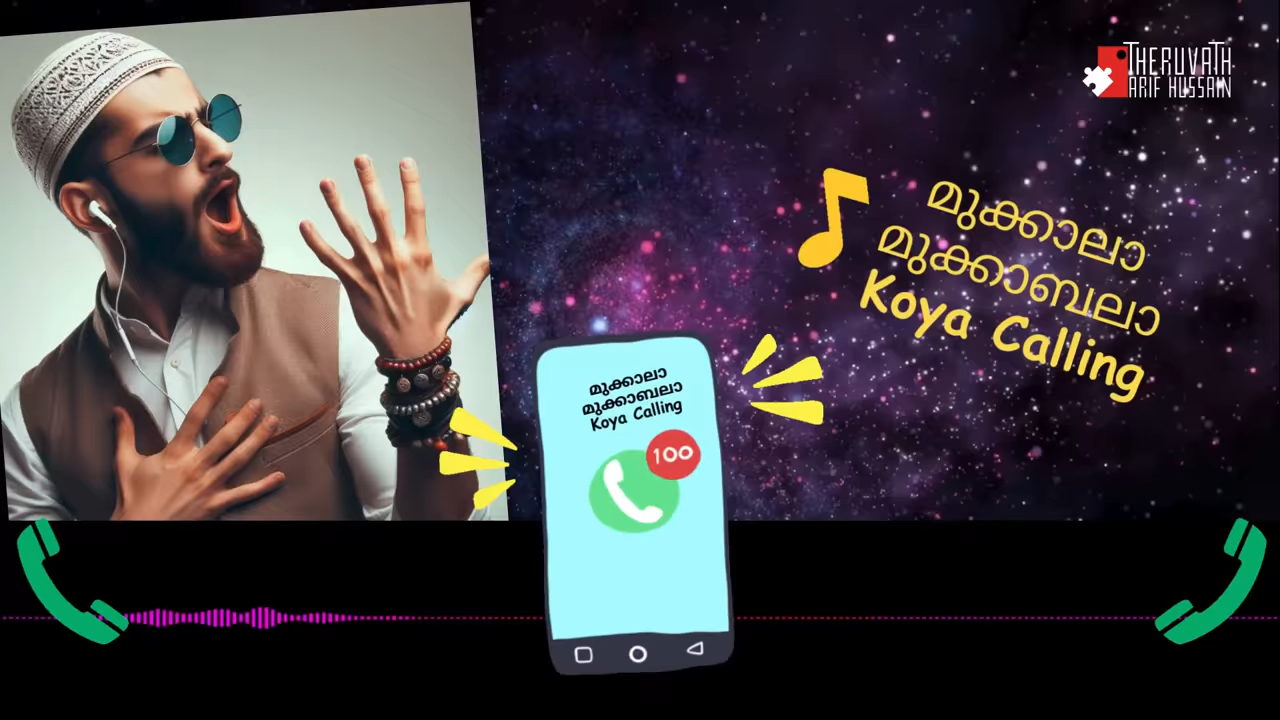 THERUVATH
ARIF HUSSAIN
മുക്കാലാ
മുക്കാബലാ
Koya Calling
മുക്കാലാ
മുക്കാബലാ
Koya Calling
100